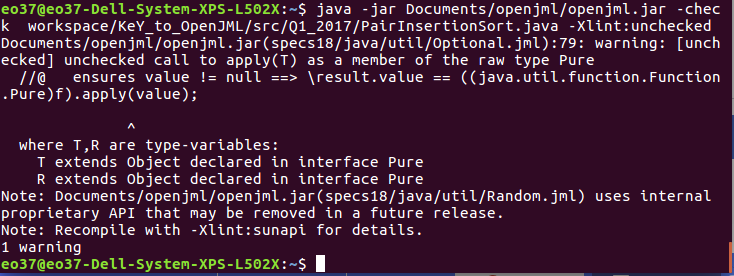 eo37@eo37-Dell-System-XPS-L502X:~$ java -jar Documents/openjml/openjml.jar -chec
k  workspace/KeY_to_OpenJML/src/Q1_2017/PairInsertionSort.java -Xlint:unchecked
Documents/openjml/openjml.jar(specs18/java/util/Optional.jml):79: warning: [unch
ecked] unchecked call to apply(T) as a member of the raw type Pure
  //@   ensures value != null ==> \result.value == ((java.util.function.Function
.Pure)f).apply(value);
              ^
  where T,R are type-variables:
    T extends Object declared in interface Pure
    R extends Object declared in interface Pure
Note: Documents/openjml/openjml.jar(specs18/java/util/Random.jml) uses internal
proprietary API that may be removed in a future release.
Note: Recompile with -Xlint:sunapi for details.
1 warning
eo37@eo37-Dell-System-XPS-L502X:~$